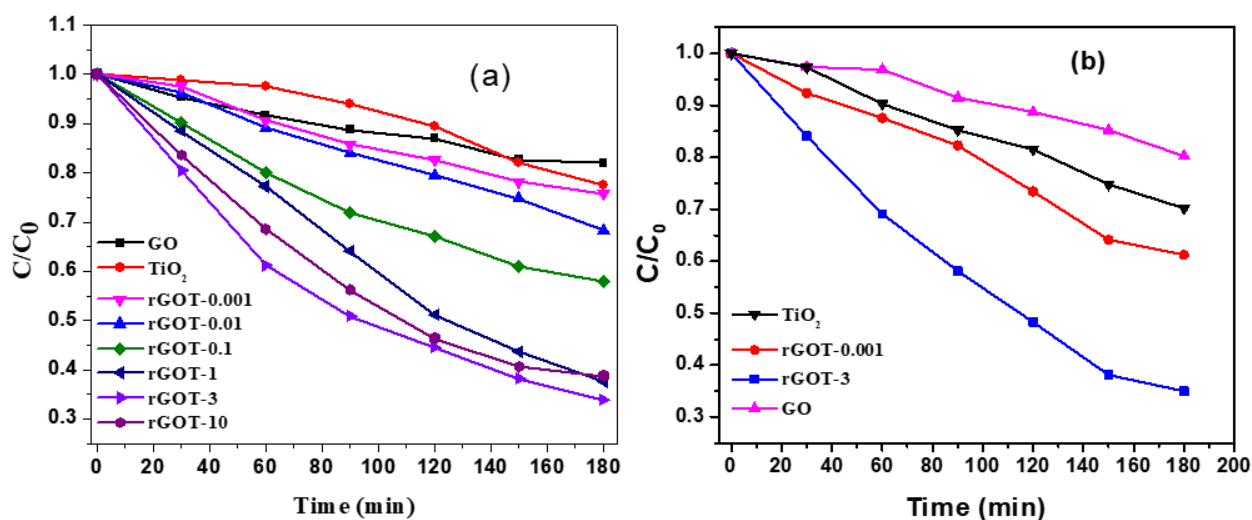 (a)
C/C0
1.1
1.0
0.9
0.8
0.7
0.6
0.5
0.4
0.3
GO
TiO2
rGOT-0.001
rGOT-0.01
rGOT-0.1
rGOT-1
rGOT-3
rGOT-10
0 20 40 60 80 100 120 140 160 180
Time (min)
(b)
C/C0
1.0
0.9
0.8
0.7
0.6
0.5
0.4
0.3
TiO2
rGOT-0.001
rGOT-3
GO
0 20 40 60 80 100 120 140 160 180 200
Time (min)